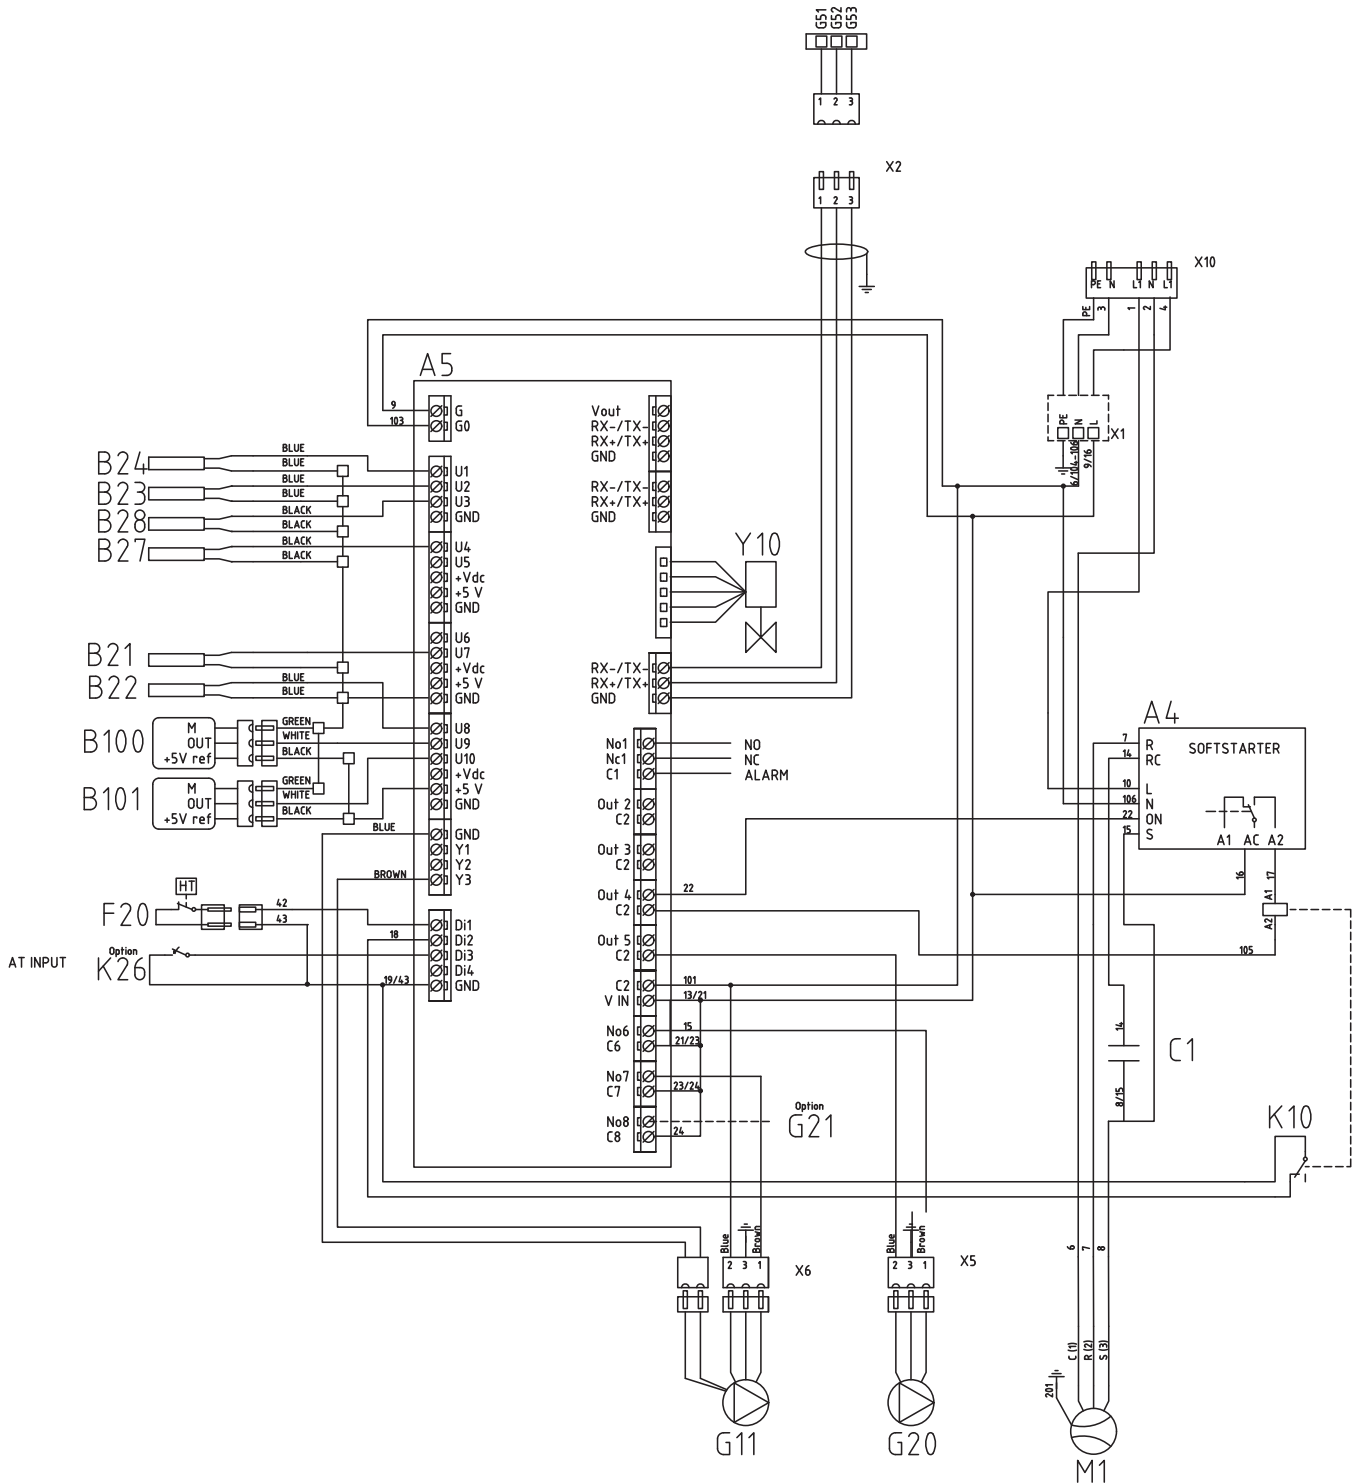 G51 G52 G53
1 2 3
X2
1 2 3
X10
PE N L1 N L1
PE 3 1 2 4
A5
9 G
103 G0
Vout
RX-/TX-
RX+/TX+
GND
RX-/TX-
RX+/TX+
GND
PE N L
X1
6/104-106
9/16
B24 BLUE
BLUE
B23 BLUE
BLUE
B28 BLACK
BLACK
B27 BLACK
BLACK
U1
U2
U3
GND
U4
U5
+Vdc
+5 V
GND
Y10
U6
U7
+Vdc
+5 V
GND
B21
B22 BLUE
BLUE
RX-/TX-
RX+/TX+
GND
B100
M GREEN
OUT WHITE
+5V ref BLACK
U8
U9
U10
+Vdc
+5 V
GND
B101
M GREEN
OUT WHITE
+5V ref BLACK
No1 NO
Nc1 NC
C1 ALARM
Out 2
C2
Out 3
C2
Out 4 22
C2
Out 5
C2
C2 101
V IN 13/21
No6 15
C6 21/23
No7
C7 23/24
No8
C8 24
Option
G21
BLUE GND
Y1
Y2
BROWN Y3
HT
F20 42
43
Di1
18 Di2
Di3
Di4
19/43 GND
AT INPUT
Option
K26
A4
SOFTSTARTER
7 R
14 RC
10 L
106 N
22 ON
15 S
A1 AC A2
16 17
A1
A2
105
14
C1
8/15
K10
Blue Brown
2 3 1
X6
Blue Brown
2 3 1
X5
6 7 8
C (1) R (2) S (3)
201
G11
G20
M1